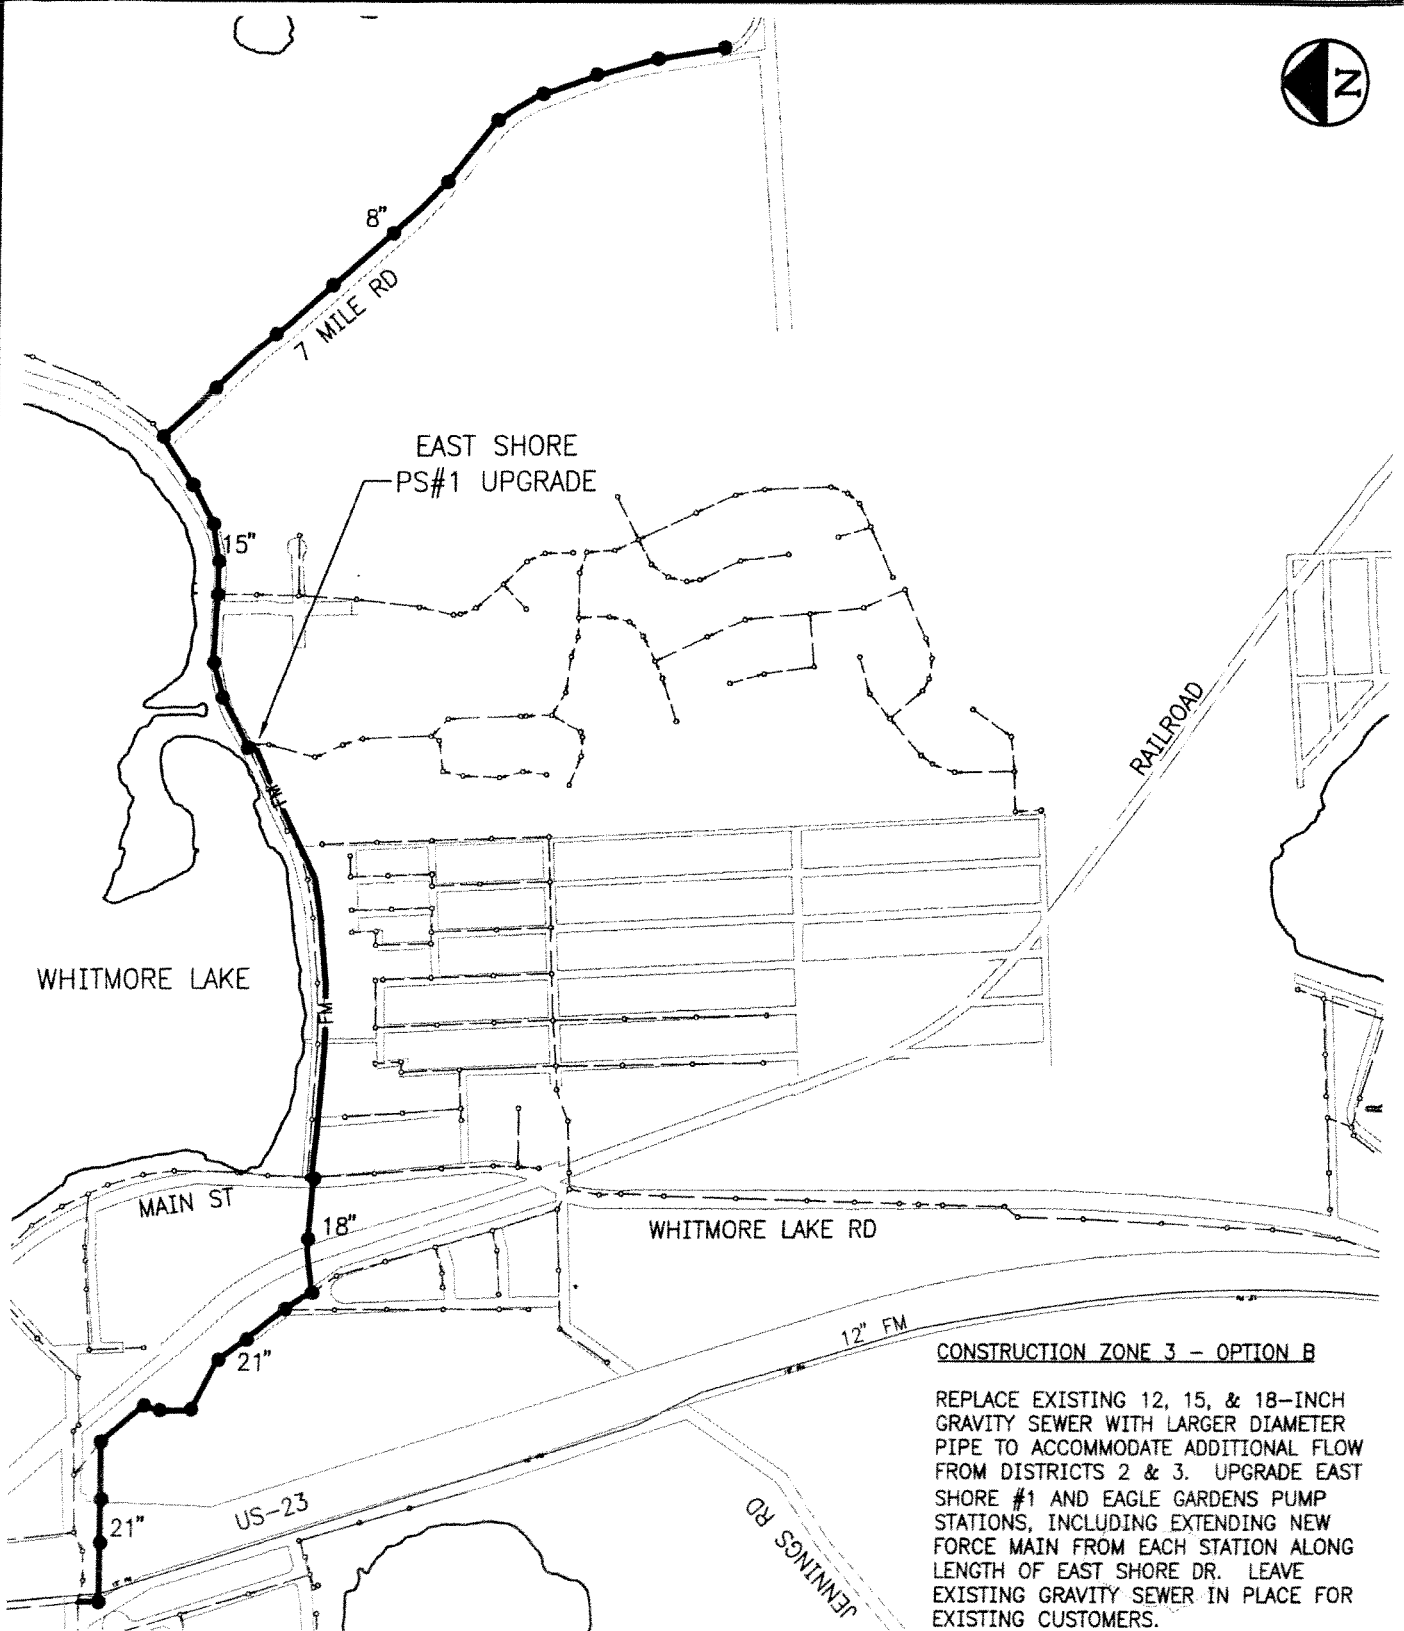 N
8"
7 MILE RD
EAST SHORE
PS#1 UPGRADE
15"
RAILROAD
FM
WHITMORE LAKE
FM
MAIN ST
18"
WHITMORE LAKE RD
21"
12" FM
21"
US-23
JENNINGS RD
CONSTRUCTION ZONE 3 - OPTION B
REPLACE EXISTING 12, 15, & 18-INCH
GRAVITY SEWER WITH LARGER DIAMETER
PIPE TO ACCOMMODATE ADDITIONAL FLOW
FROM DISTRICTS 2 & 3. UPGRADE EAST
SHORE #1 AND EAGLE GARDENS PUMP
STATIONS, INCLUDING EXTENDING NEW
FORCE MAIN FROM EACH STATION ALONG
LENGTH OF EAST SHORE DR. LEAVE
EXISTING GRAVITY SEWER IN PLACE FOR
EXISTING CUSTOMERS.